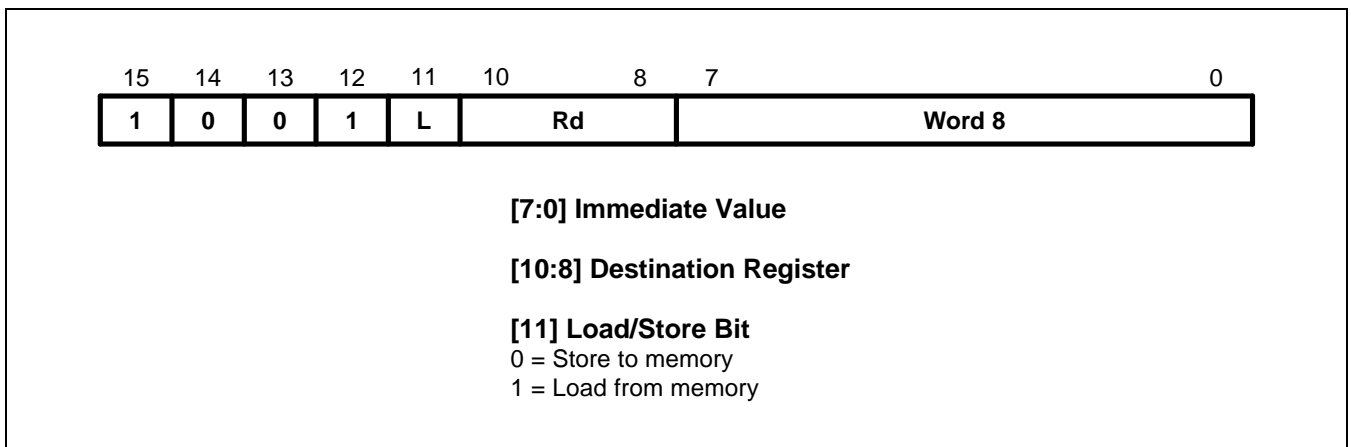 15 14 13 12 11 10 8 7 0
1 0 0 1 L Rd Word 8
[7:0] Immediate Value
[10:8] Destination Register
[11] Load/Store Bit
0 = Store to memory
1 = Load from memory